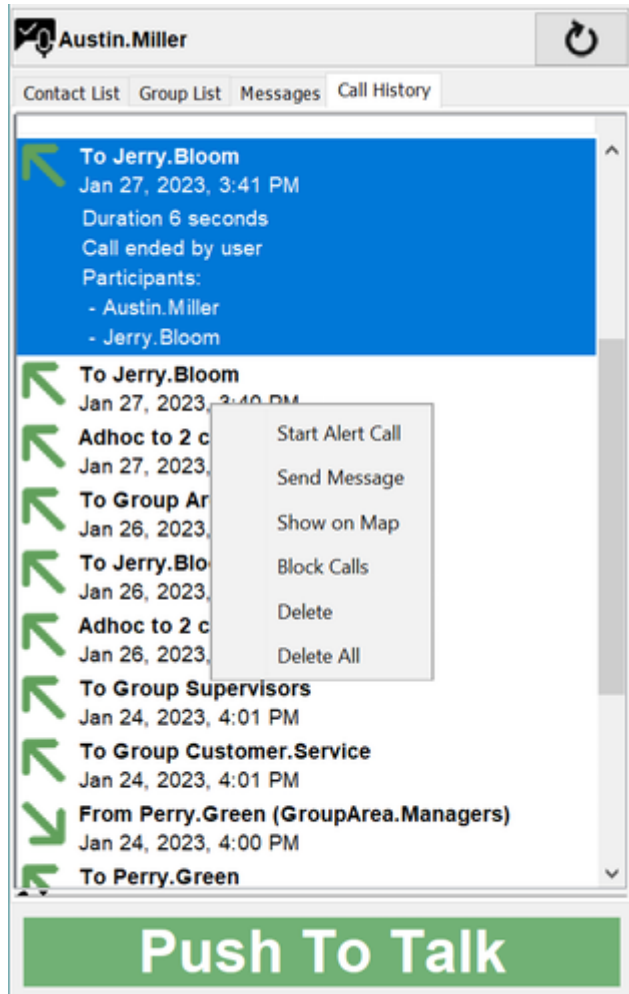 Austin.Miller
Contact List Group List Messages Call History
To Jerry.Bloom
Jan 27, 2023, 3:41 PM
Duration 6 seconds
Call ended by user
Participants:
- Austin.Miller
- Jerry.Bloom
To Jerry.Bloom
Jan 27, 2023, 3:40 PM
Adhoc to 2 c
Jan 27, 2023,
To Group Ar
Jan 26, 2023,
To Jerry.Blo
Jan 26, 2023,
Adhoc to 2 c
Jan 26, 2023,
Start Alert Call
Send Message
Show on Map
Block Calls
Delete
Delete All
To Group Supervisors
Jan 24, 2023, 4:01 PM
To Group Customer.Service
Jan 24, 2023, 4:01 PM
From Perry.Green (GroupArea.Managers)
Jan 24, 2023, 4:00 PM
To Perry.Green
Push To Talk